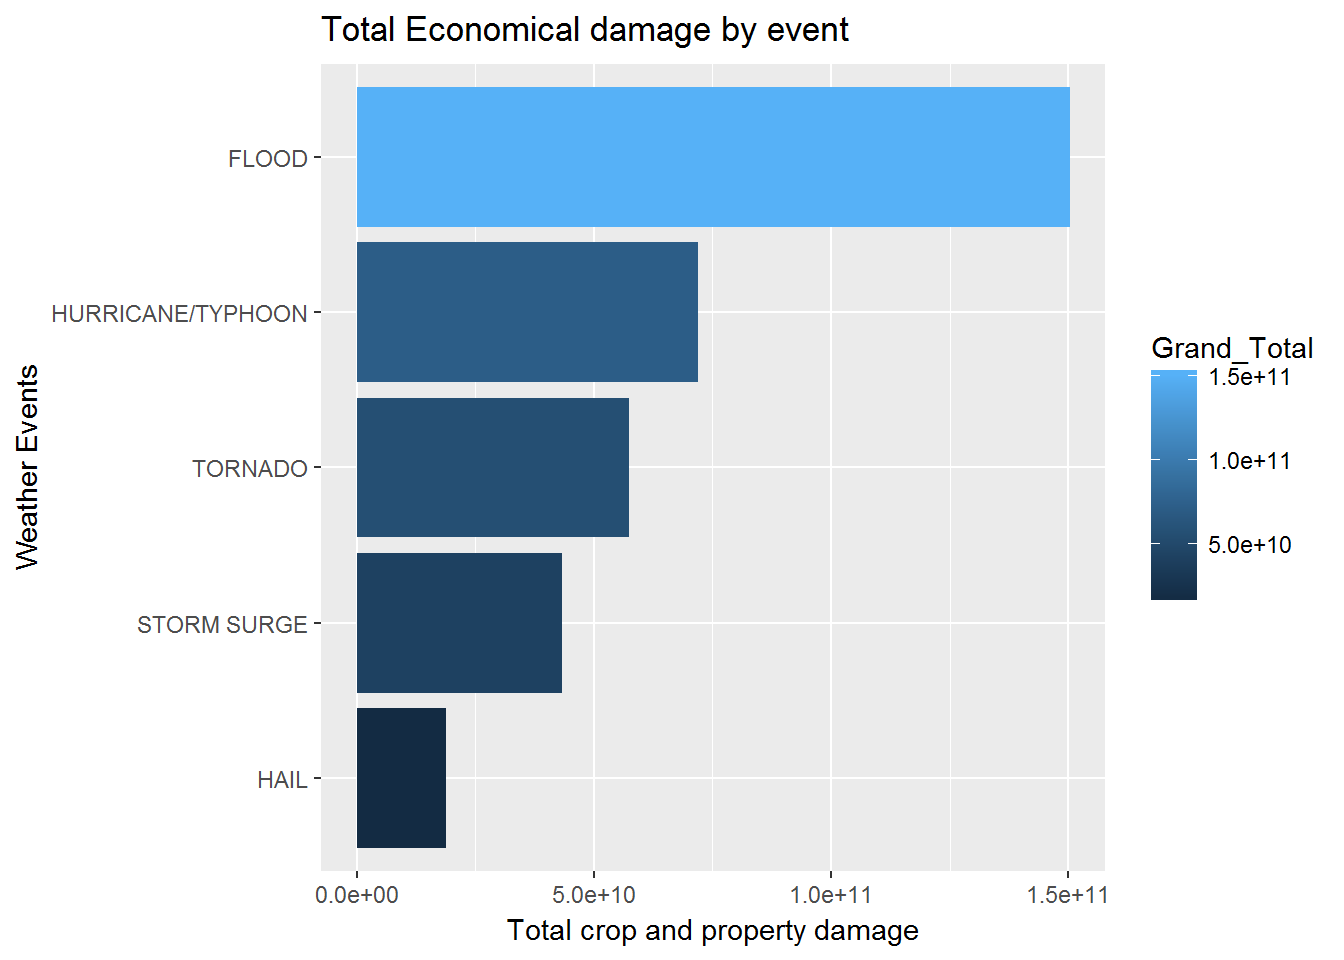 Total Economical damage by event
FLOOD
HURRICANE/TYPHOON
TORNADO
STORM SURGE
HAIL
Weather Events
0.0e+00 5.0e+10 1.0e+11 1.5e+11
Total crop and property damage
Grand_Total
1.5e+11
1.0e+11
5.0e+10